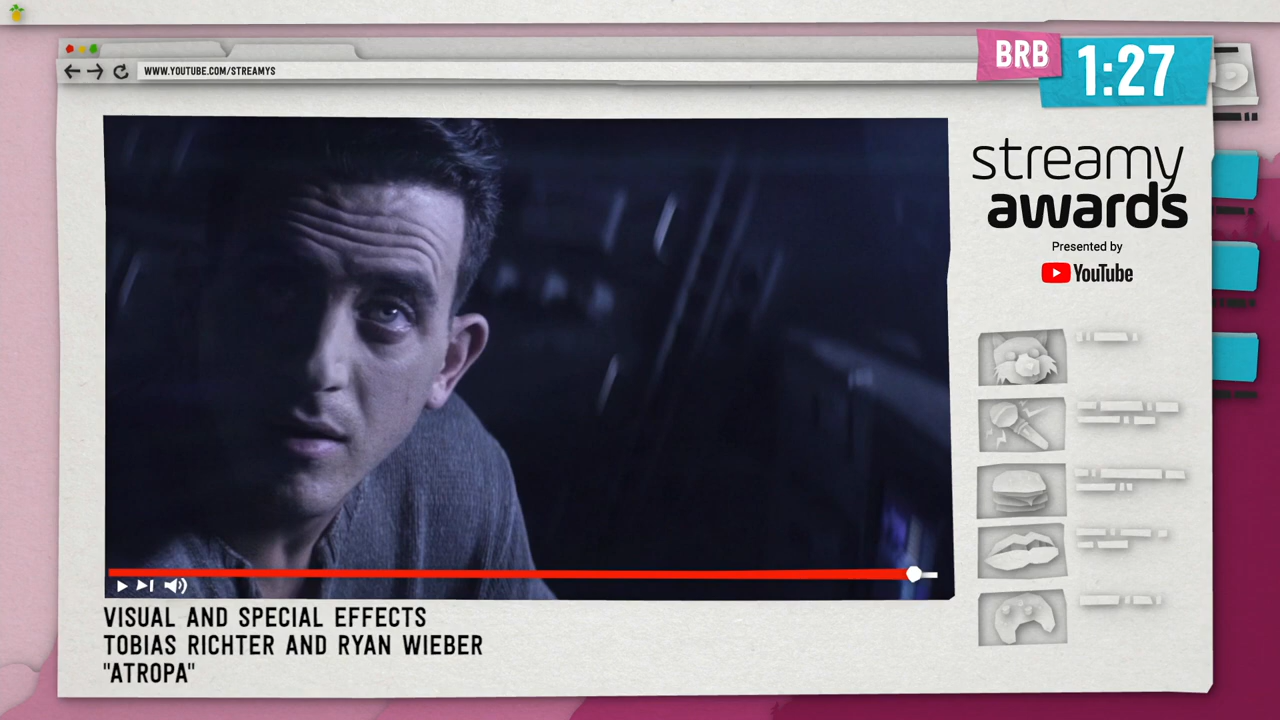 BRB
1:27
WWW.YOUTUBE.COM/STREAMYS
streamy
awards
Presented by
YouTube
VISUAL AND SPECIAL EFFECTS
TOBIAS RICHTER AND RYAN WIEBER
"ATROPA"